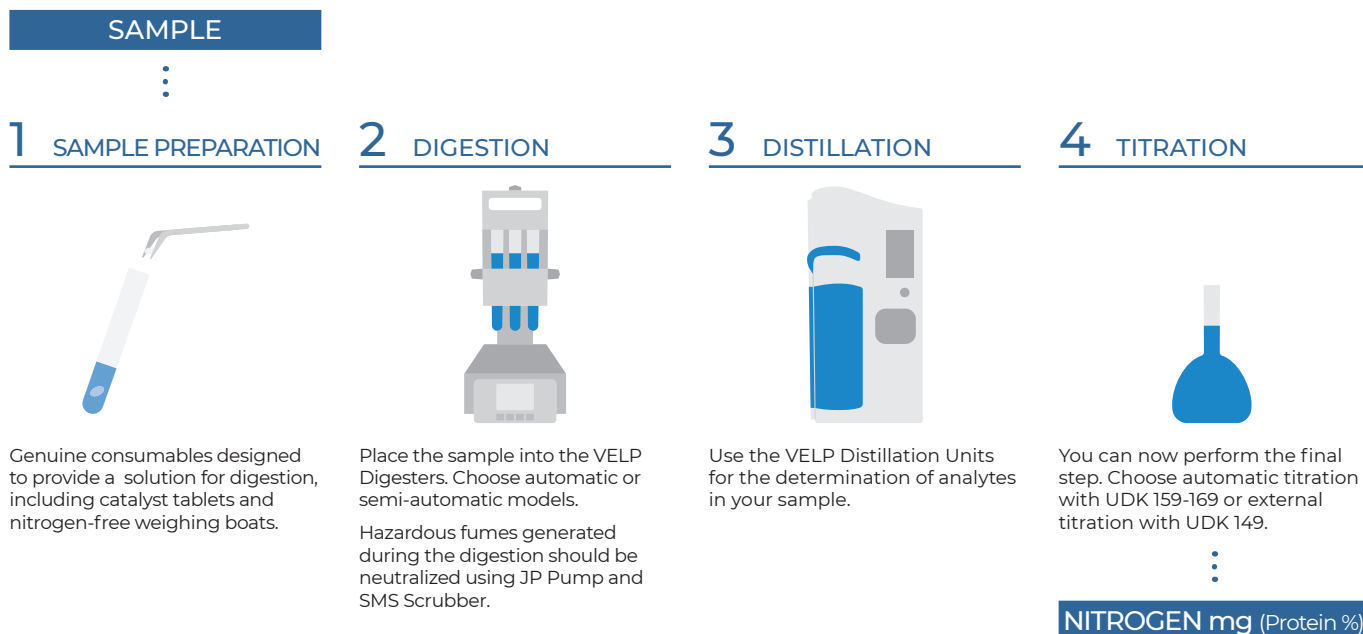 SAMPLE
1 SAMPLE PREPARATION
Genuine consumables designed
to provide a solution for digestion,
including catalyst tablets and
nitrogen-free weighing boats.
2 DIGESTION
Place the sample into the VELP
Digesters. Choose automatic or
semi-automatic models.
Hazardous fumes generated
during the digestion should be
neutralized using JP Pump and
SMS Scrubber.
3 DISTILLATION
Use the VELP Distillation Units
for the determination of analytes
in your sample.
4 TITRATION
You can now perform the final
step. Choose automatic titration
with UDK 159-169 or external
titration with UDK 149.
NITROGEN mg (Protein %)